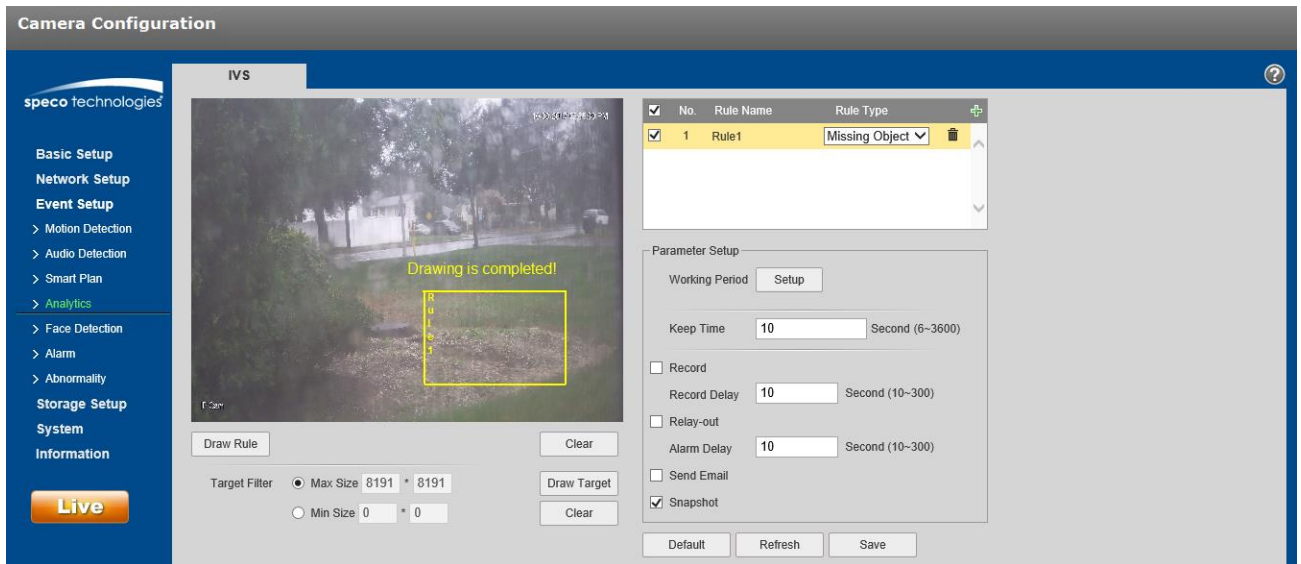 Camera Configuration
IVS
speco technologies
Basic Setup
Network Setup
Event Setup
> Motion Detection
> Audio Detection
> Smart Plan
> Analytics
> Face Detection
> Alarm
> Abnormality
Storage Setup
System
Information
Live
Drawing is completed!
Rule1
Draw Rule
Clear
Target Filter Max Size 8191 * 8191 Draw Target
Min Size 0 * 0 Clear
No. Rule Name Rule Type
1 Rule1 Missing Object
Parameter Setup
Working Period Setup
Keep Time 10 Second (6~3600)
Record
Record Delay 10 Second (10~300)
Relay-out
Alarm Delay 10 Second (10~300)
Send Email
Snapshot
Default Refresh Save